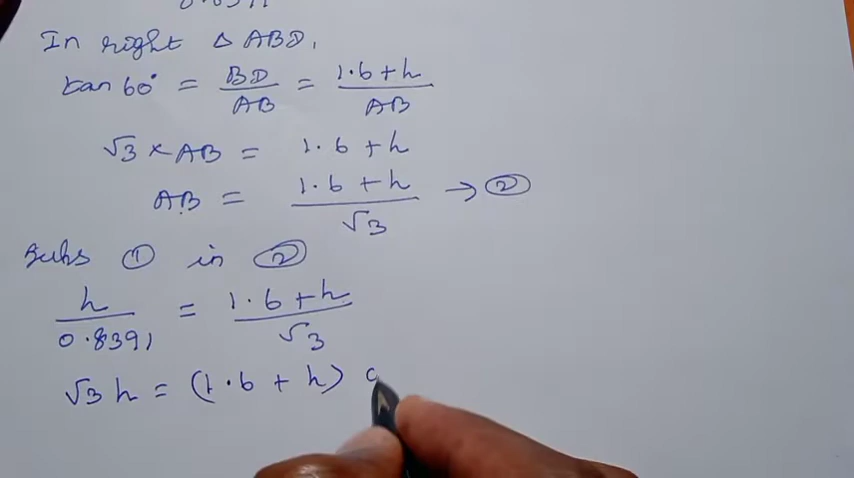 In right Δ ABD,
tan 60° = BD/AB = 1.6 + h/AB
√3 × AB = 1.6 + h
AB = 1.6 + h/√3 → ②
Subs ① in ②
h/0.8391 = 1.6 + h/√3
√3 h = (1.6 + h)